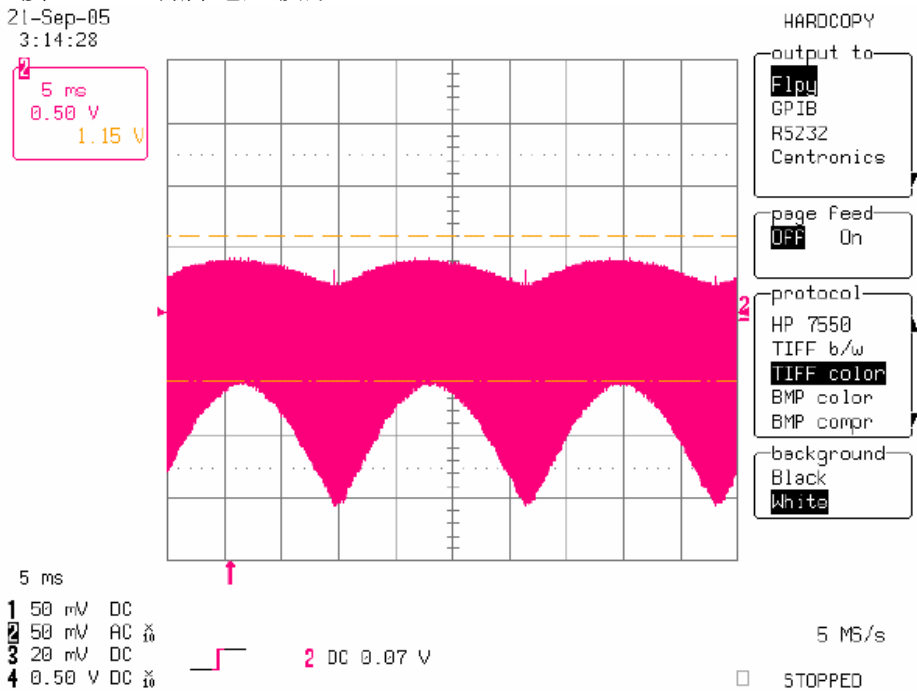 21-Sep-05
3:14:28
HARDCOPY
output to
Flpy
GPIB
RS232
Centronics
2
5 ms
0.50 V
1.15 V
page feed
Off On
protocol
HP 7550
TIFF b/w
TIFF color
BMP color
BMP compr
2
background
Black
White
5 ms
1 50 mV DC
2 50 mV AC X10
3 20 mV DC
4 0.50 V DC X10
2 DC 0.07 V
5 MS/s
STOPPED